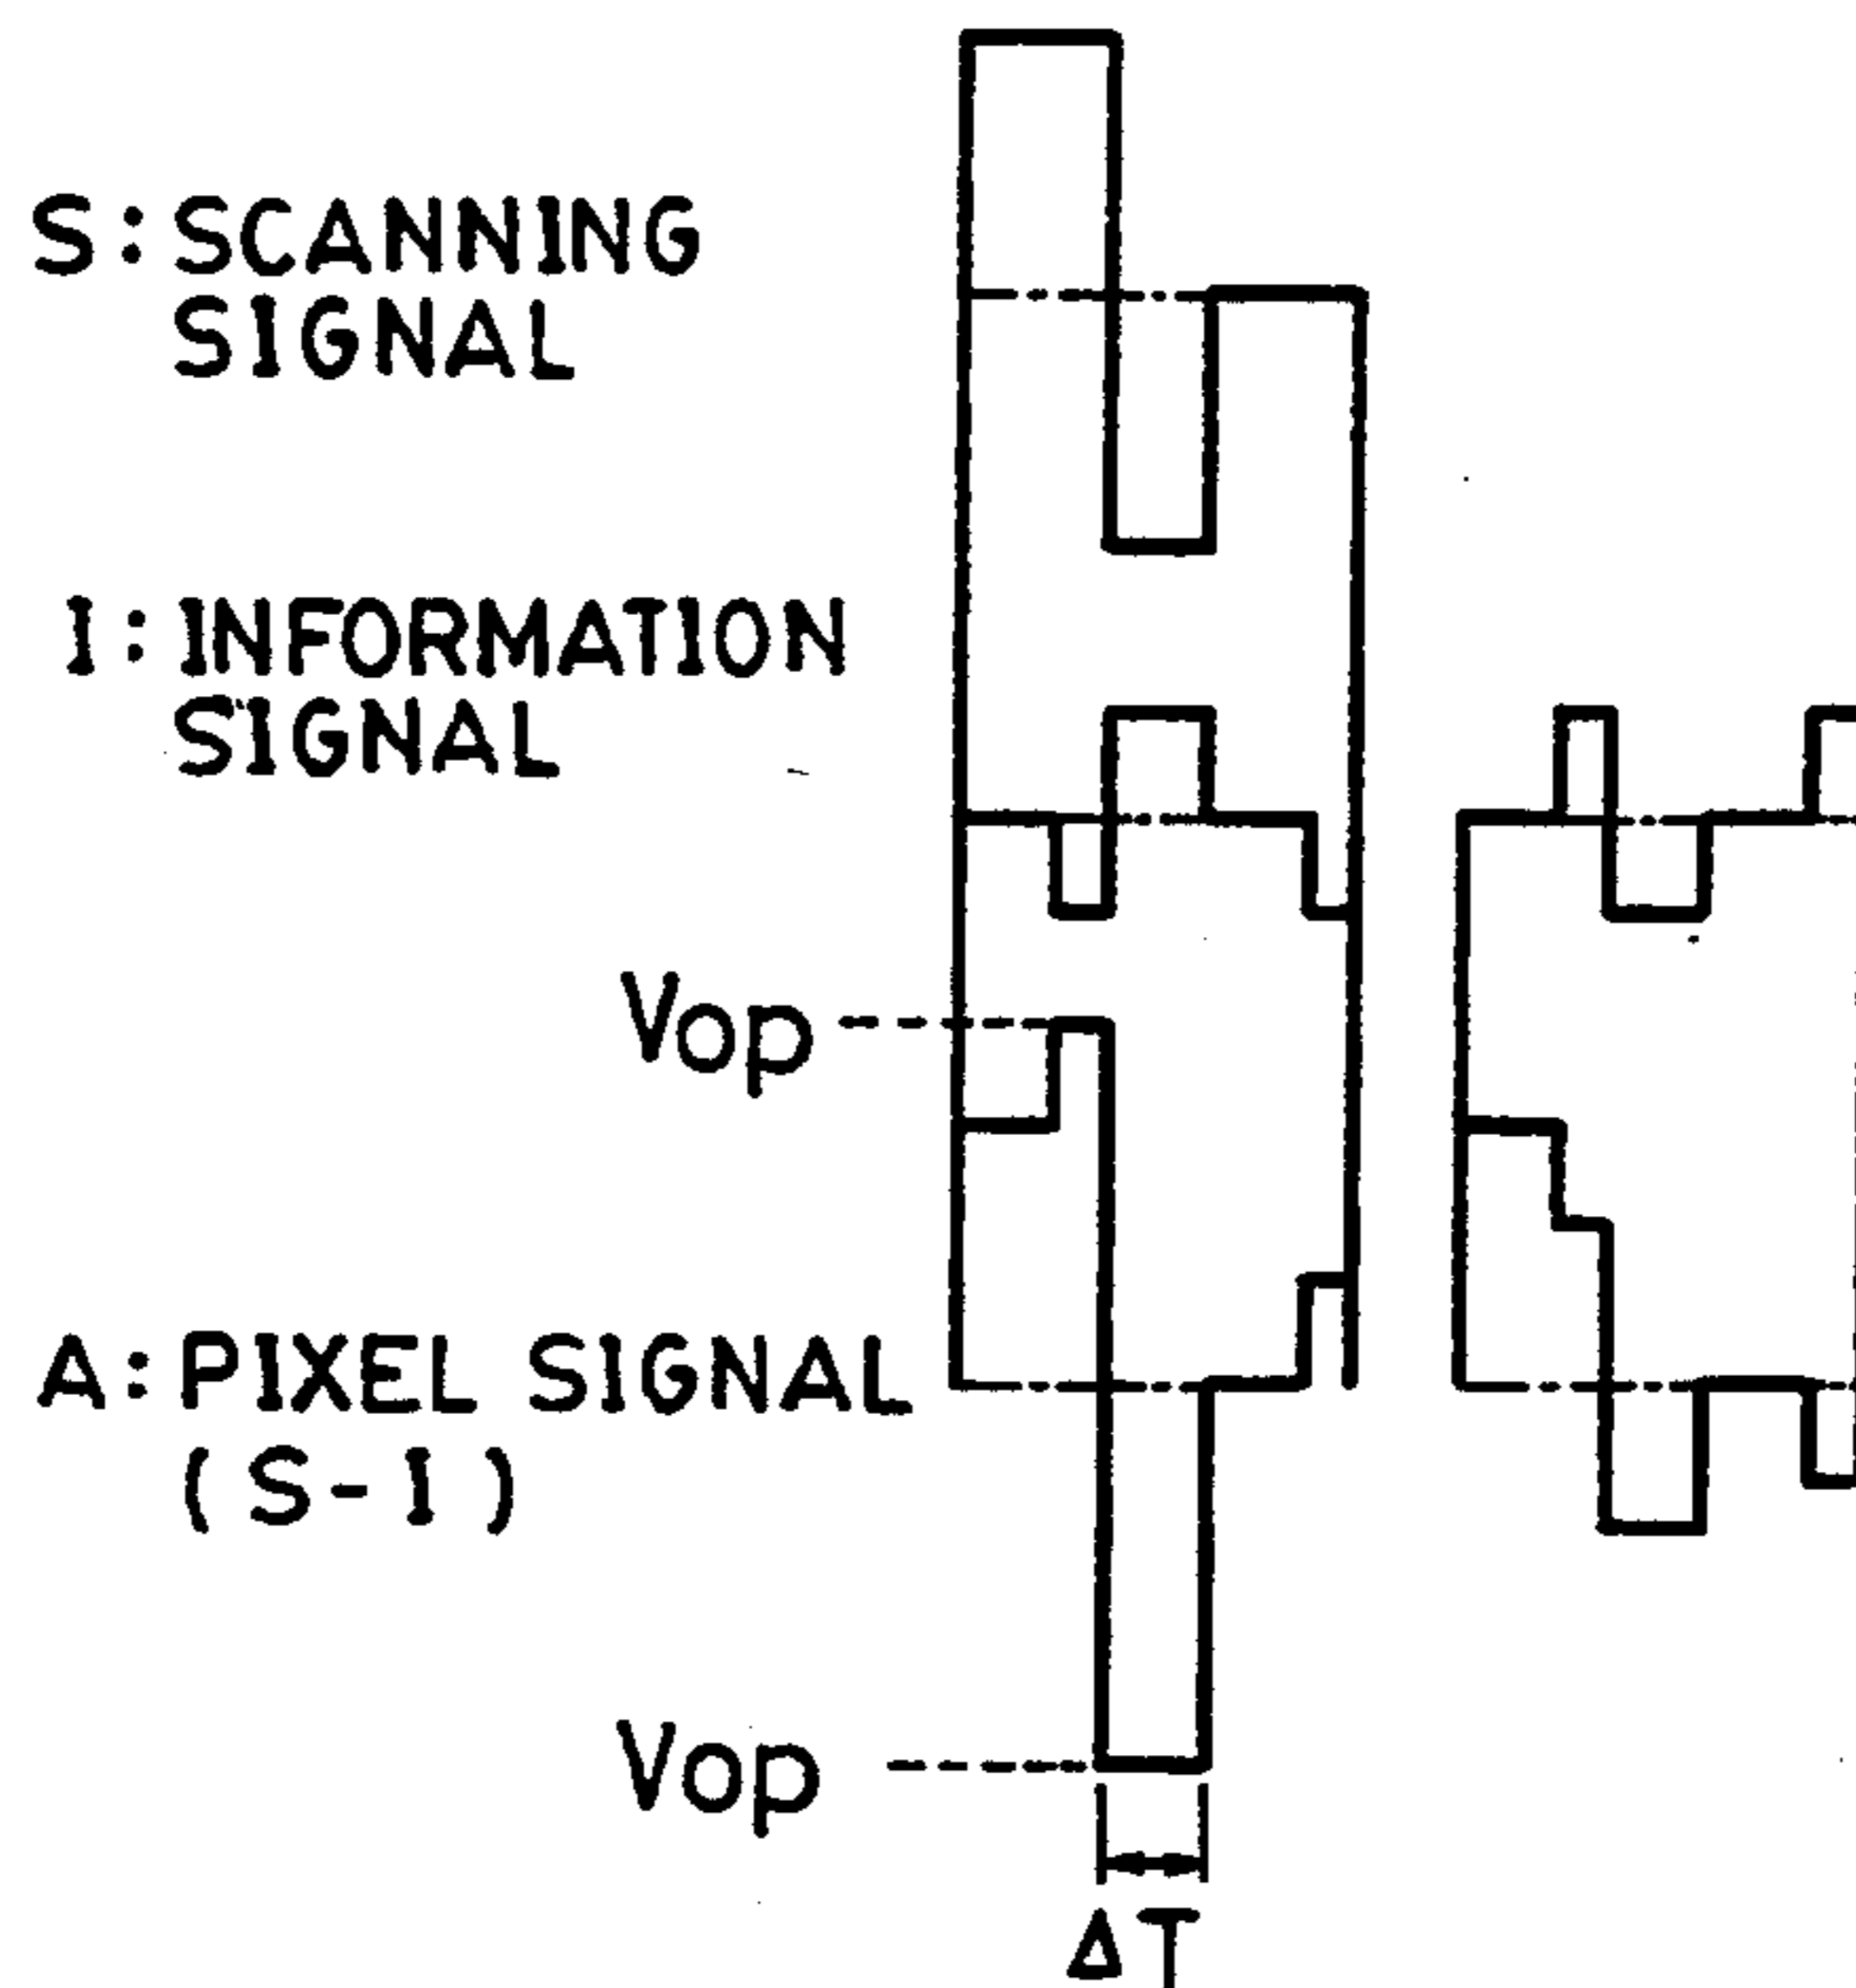 S:SCANNING
SIGNAL
I:INFORMATION
SIGNAL
Vop
A:PIXEL SIGNAL
(S-I)
Vop
ΔT